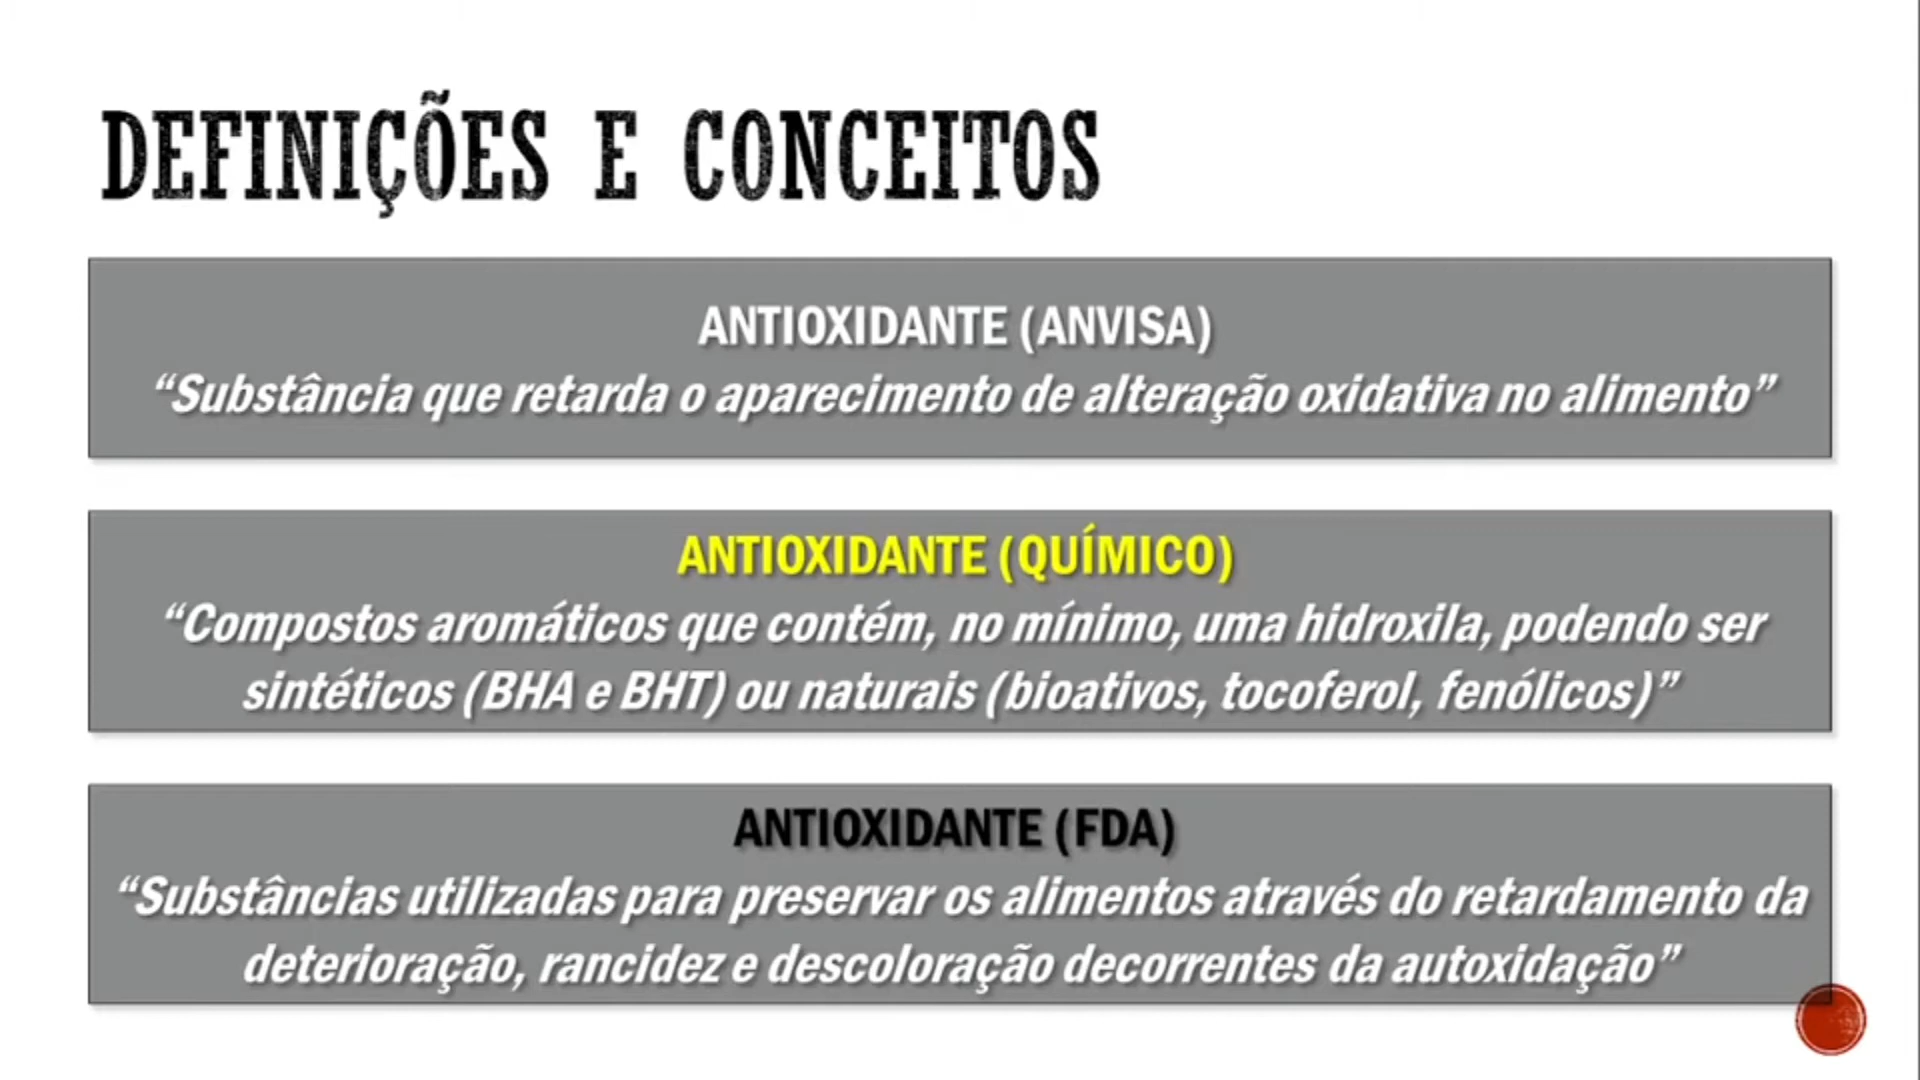 DEFINIÇÕES E CONCEITOS
ANTIOXIDANTE (ANVISA)
“Substância que retarda o aparecimento de alteração oxidativa no alimento”
ANTIOXIDANTE (QUÍMICO)
“Compostos aromáticos que contém, no mínimo, uma hidroxila, podendo ser
sintéticos (BHA e BHT) ou naturais (bioativos, tocoferol, fenólicos)”
ANTIOXIDANTE (FDA)
“Substâncias utilizadas para preservar os alimentos através do retardamento da
deterioração, rancidez e descoloração decorrentes da autoxidação”